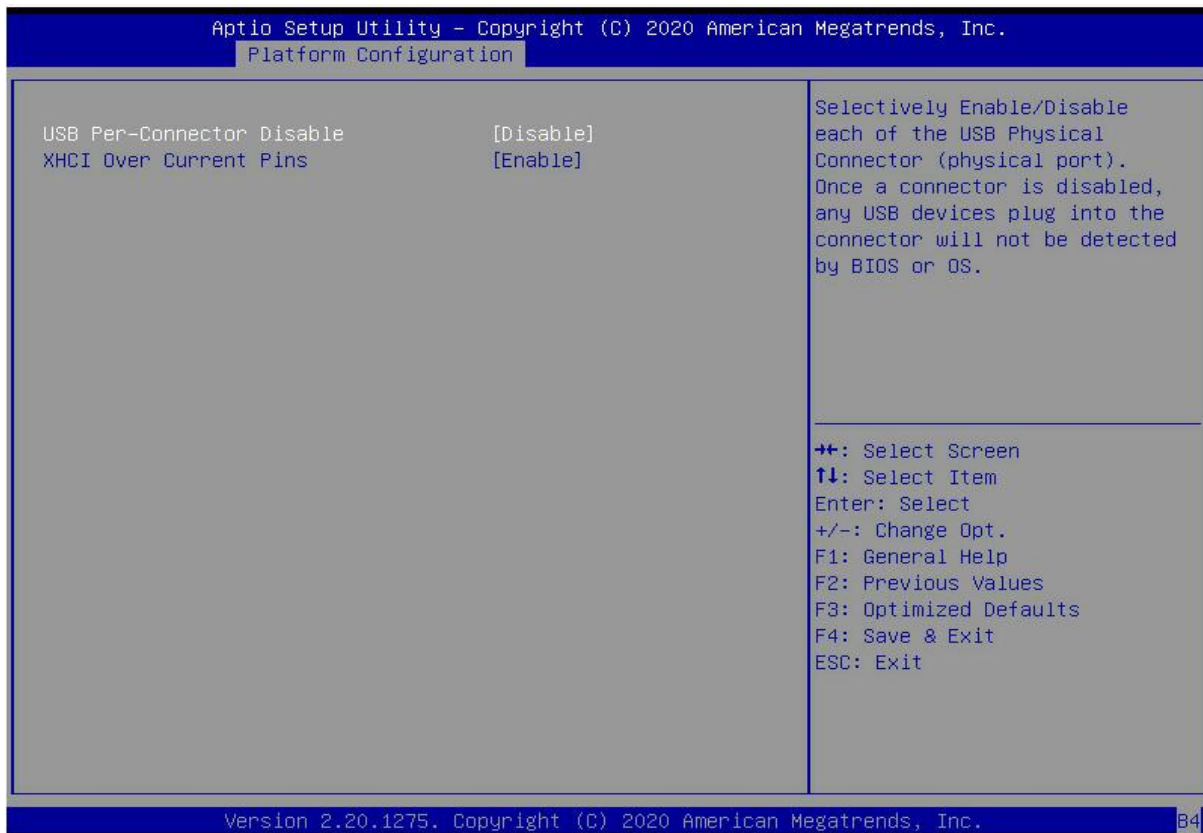 Aptio Setup Utility – Copyright (C) 2020 American Megatrends, Inc.
Platform Configuration
USB Per-Connector Disable [Disable]
XHCI Over Current Pins [Enable]
Selectively Enable/Disable
each of the USB Physical
Connector (physical port).
Once a connector is disabled,
any USB devices plug into the
connector will not be detected
by BIOS or OS.
→←: Select Screen
↑↓: Select Item
Enter: Select
+/-: Change Opt.
F1: General Help
F2: Previous Values
F3: Optimized Defaults
F4: Save & Exit
ESC: Exit
Version 2.20.1275. Copyright (C) 2020 American Megatrends, Inc.
B4